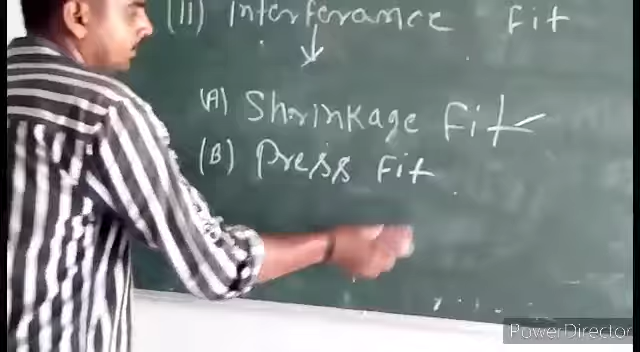 (II) Interferance Fit
(A) Shrinkage Fit
(B) Press Fit
PowerDirector